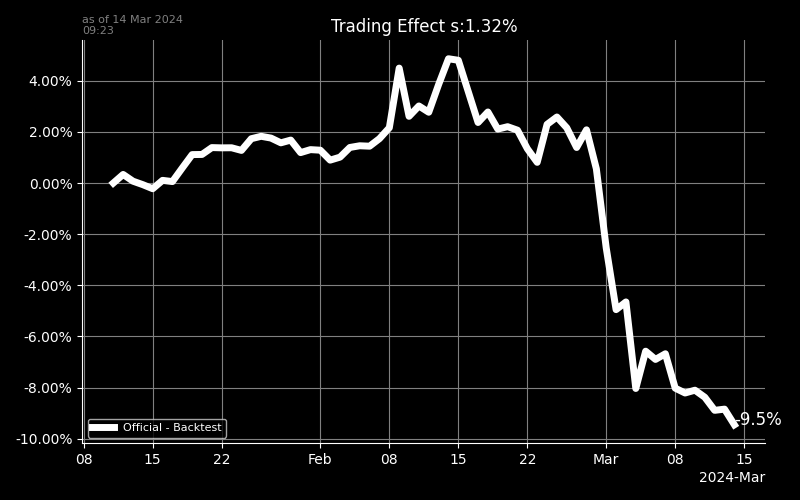 as of 14 Mar 2024
09:23
Trading Effect s:1.32%
4.00%
2.00%
0.00%
-2.00%
-4.00%
-6.00%
-8.00%
-10.00%
-9.5%
Official - Backtest
08 15 22 Feb 08 15 22 Mar 08 15
2024-Mar